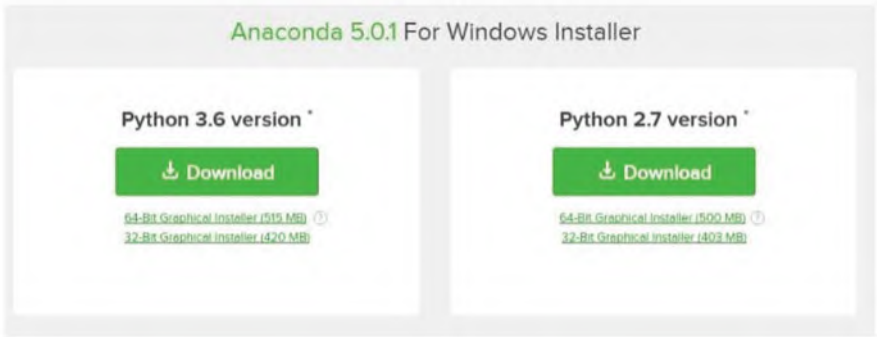 Anaconda 5.0.1 For Windows Installer
Python 3.6 version *
Download
64-Bit Graphical Installer (515 MB) ?
32-Bit Graphical Installer (420 MB)
Python 2.7 version *
Download
64-Bit Graphical Installer (500 MB) ?
32-Bit Graphical Installer (403 MB)